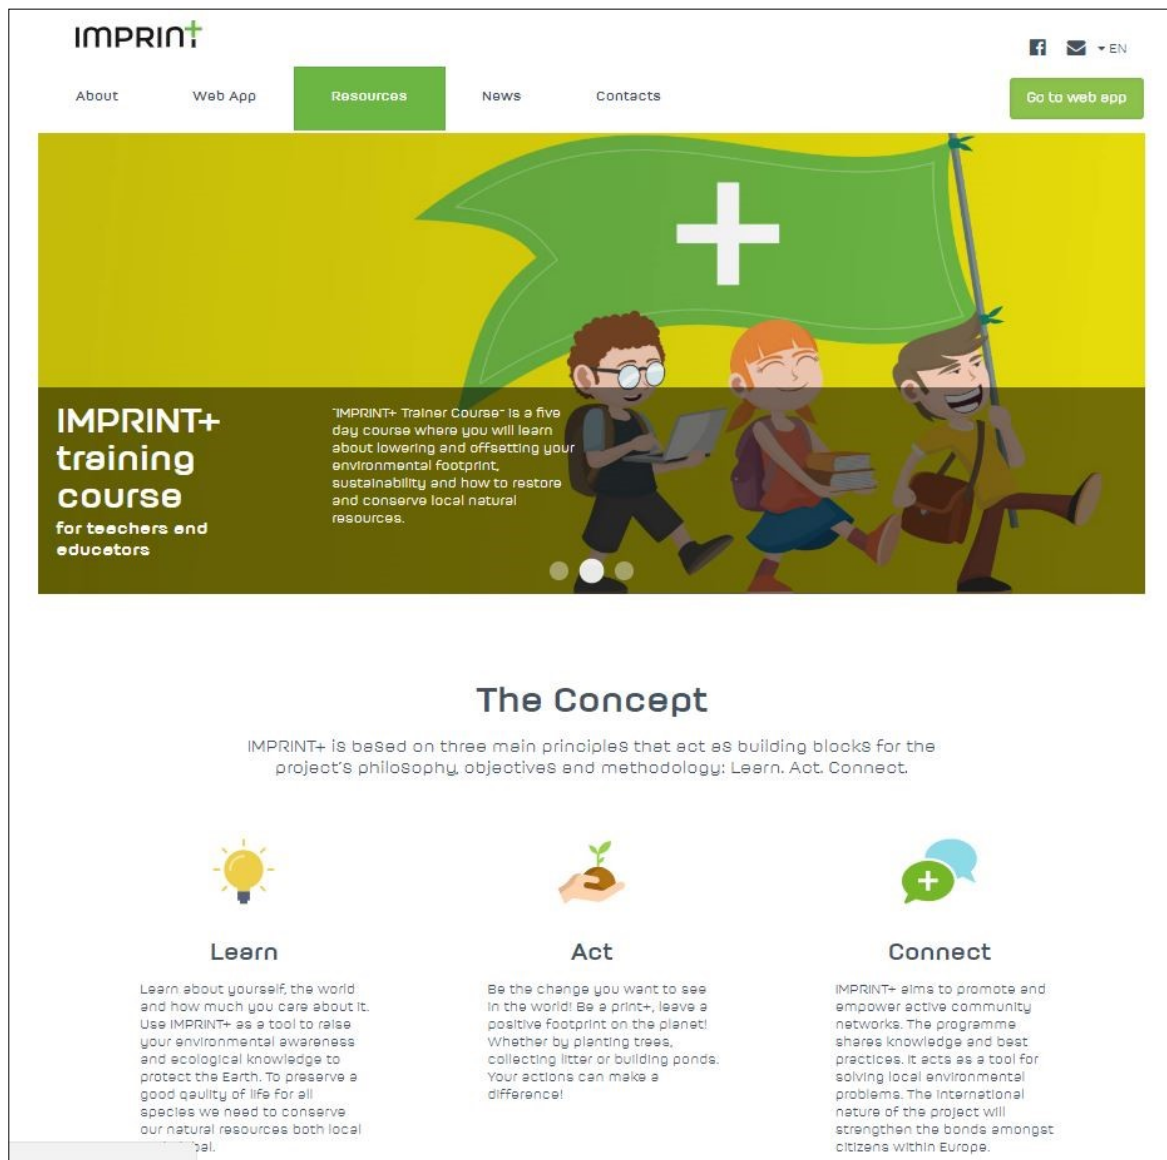 IMPRINT+
EN
About Web App Resources News Contacts
Go to web app
IMPRINT+
training
course
for teachers and
educators
"IMPRINT+ Trainer Course" is a five
day course where you will learn
about lowering and offsetting your
environmental footprint,
sustainability and how to restore
and conserve local natural
resources.
The Concept
IMPRINT+ is based on three main principles that act as building blocks for the
project's philosophy, objectives and methodology: Learn. Act. Connect.
Learn
Learn about yourself, the world
and how much you care about it.
Use IMPRINT+ as a tool to raise
your environmental awareness
and ecological knowledge to
protect the Earth. To preserve a
good qaulity of life for all
species we need to conserve
our natural resources both local
Act
Be the change you want to see
in the world! Be a print+, leave a
positive footprint on the planet!
Whether by planting trees,
collecting litter or building ponds.
Your actions can make a
difference!
Connect
IMPRINT+ aims to promote and
empower active community
networks. The programme
shares knowledge and best
practices. It acts as a tool for
solving local environmental
problems. The international
nature of the project will
strengthen the bonds amongst
citizens within Europe.